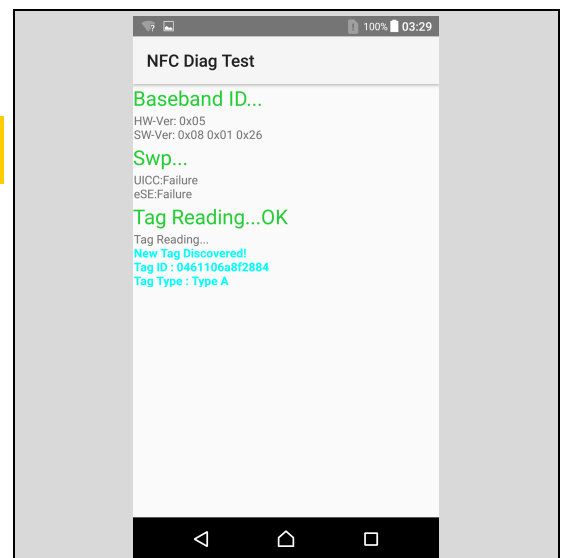 100% 03:29
NFC Diag Test
Baseband ID...
HW-Ver: 0x05
SW-Ver: 0x08 0x01 0x26
Swp...
UICC:Failure
eSE:Failure
Tag Reading...OK
Tag Reading...
New Tag Discovered!
Tag ID : 0461106a8f2884
Tag Type : Type A